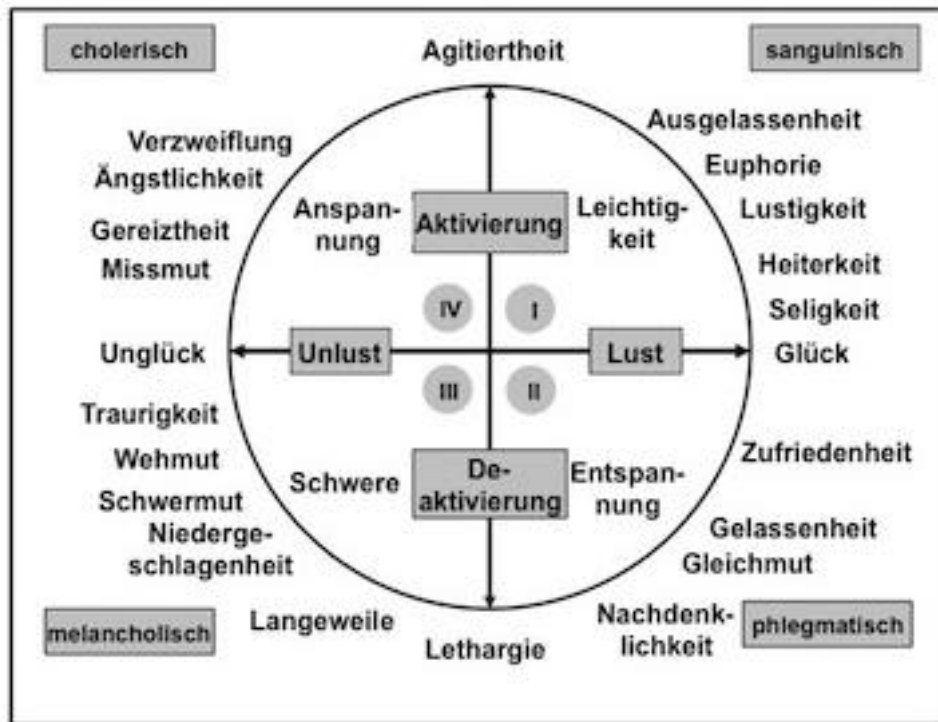 cholerisch
Agitiertheit
sanguinisch
Verzweiflung
Ausgelassenheit
Ängstlichkeit
Euphorie
Anspan-
nung
Aktivierung
Leichtig-
keit
Lustigkeit
Gereiztheit
Missmut
Heiterkeit
IV
I
Seligkeit
Unglück
Unlust
Lust
Glück
III
II
Traurigkeit
Wehmut
Zufriedenheit
Schwere
De-
aktivierung
Entspan-
nung
Schwermut
Niederge-
schlagenheit
Gelassenheit
Gleichmut
Langeweile
Lethargie
Nachdenk-
lichkeit
melancholisch
phlegmatisch